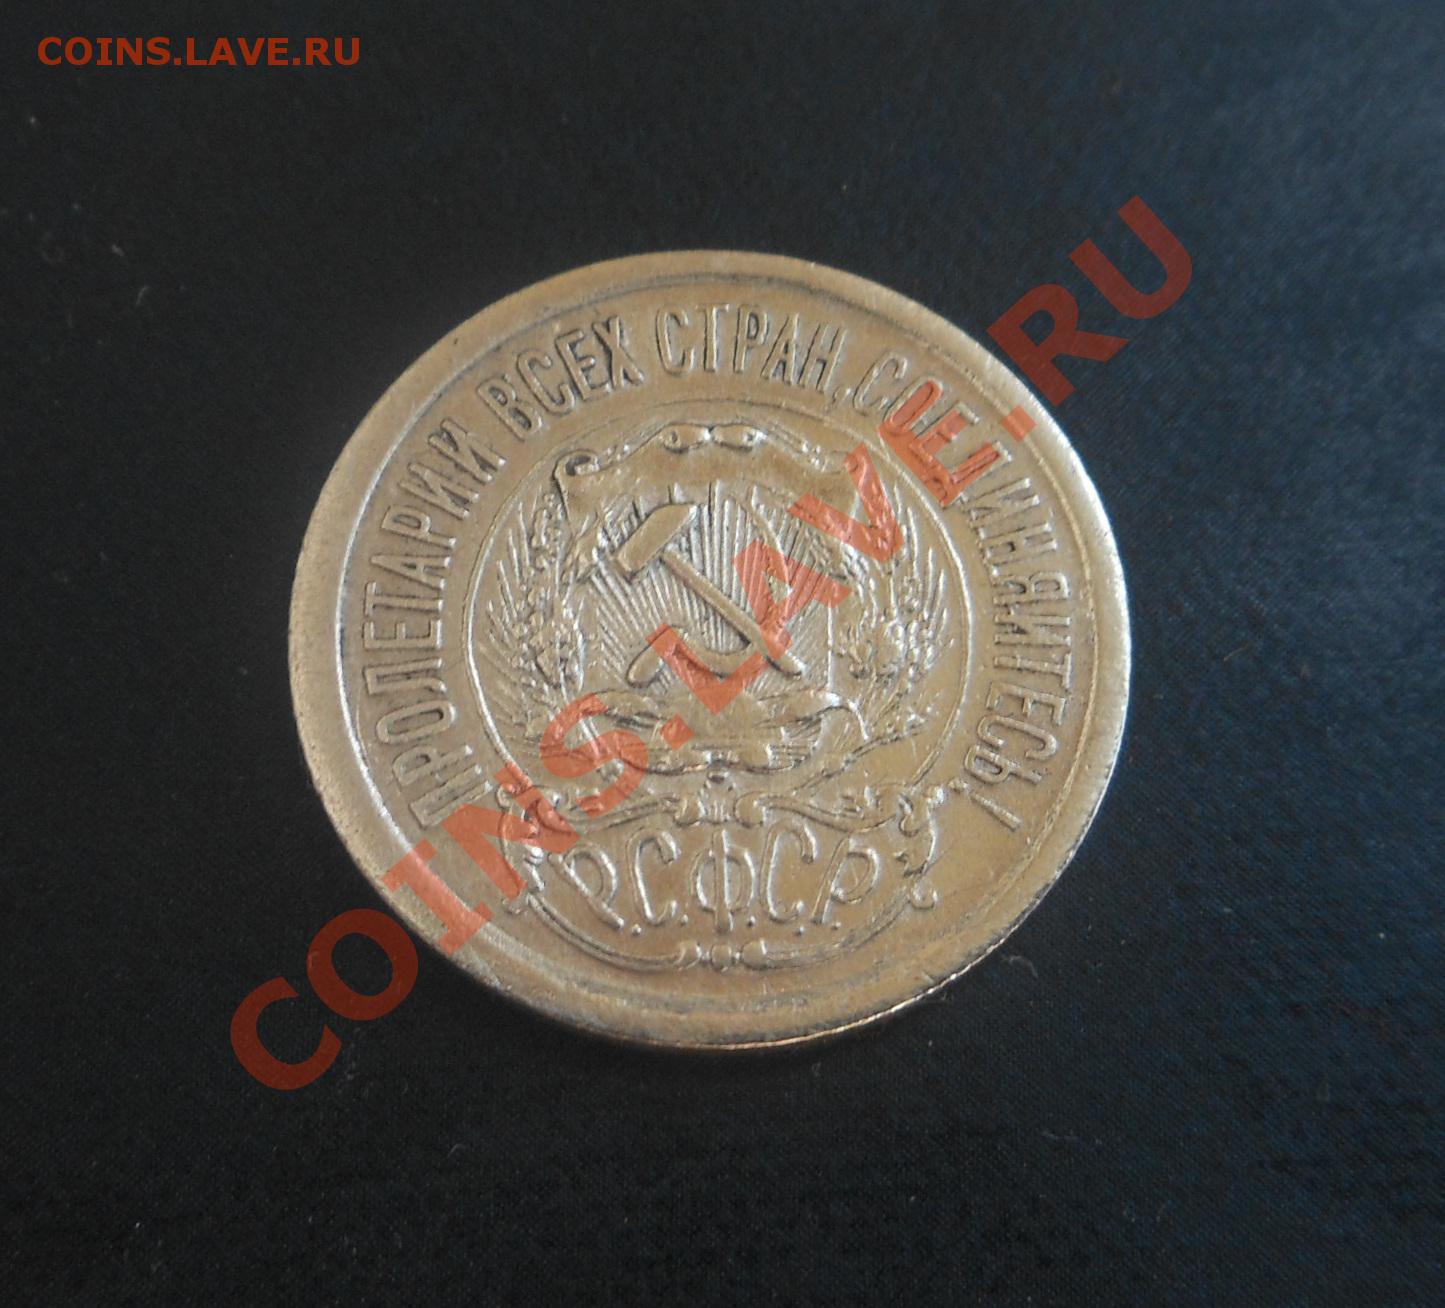 COINS.LAVE.RU
ПРОЛЕТАРИИ ВСЕХ СТРАН, СОЕДИНЯЙТЕСЬ!
Р.С.Ф.С.Р.
COINS.LAVE.RU